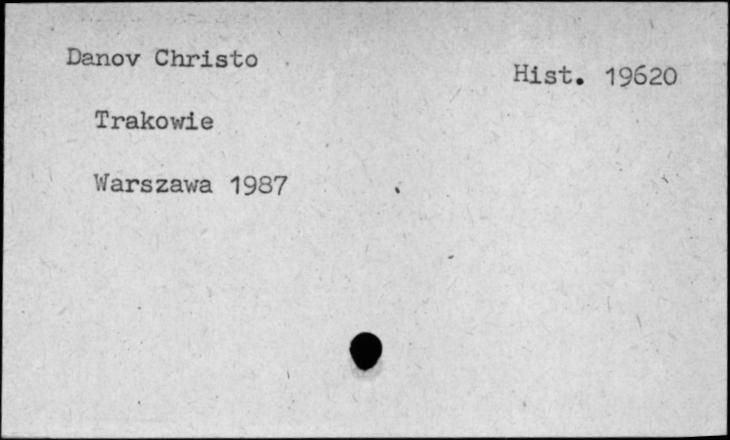 Danov Christo
Hist. 19620
Trakowie
Warszawa 1987